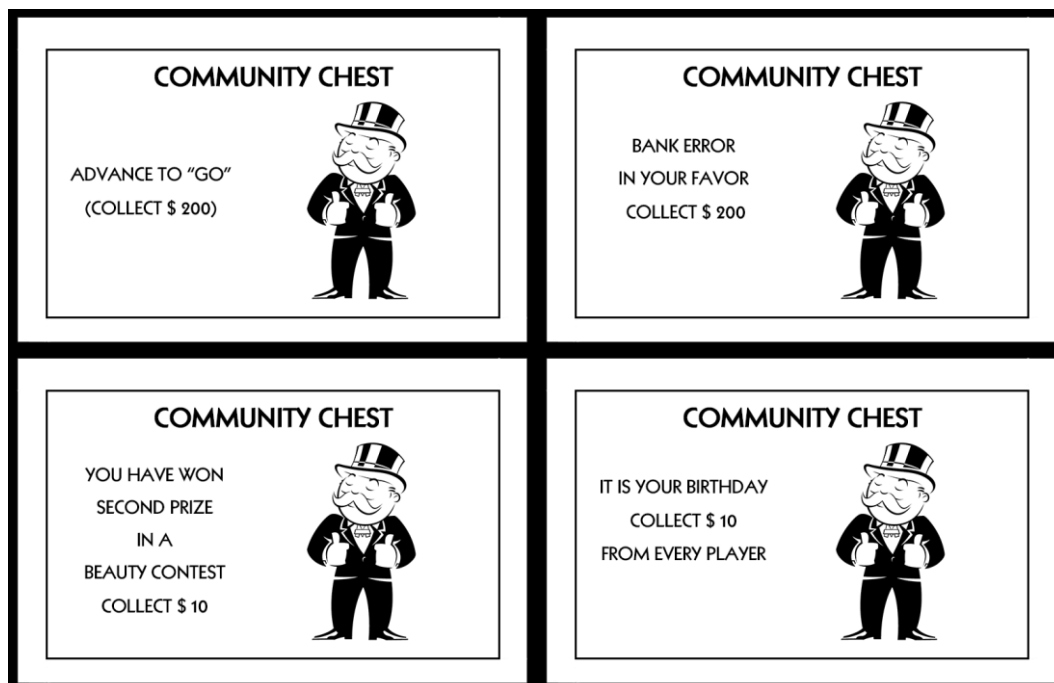 COMMUNITY CHEST
ADVANCE TO “GO”
(COLLECT $ 200)
COMMUNITY CHEST
BANK ERROR
IN YOUR FAVOR
COLLECT $ 200
COMMUNITY CHEST
YOU HAVE WON
SECOND PRIZE
IN A
BEAUTY CONTEST
COLLECT $ 10
COMMUNITY CHEST
IT IS YOUR BIRTHDAY
COLLECT $ 10
FROM EVERY PLAYER